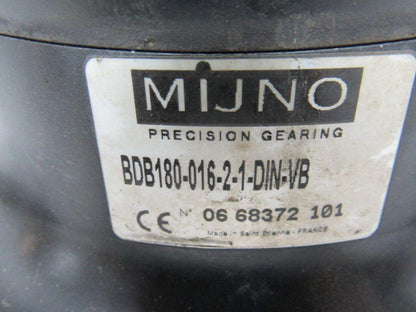 MIJNO
PRECISION GEARING
BDB180-016-2-1-DIN-VB
CE N° 06 68372 101
Made in Saint Etienne - FRANCE